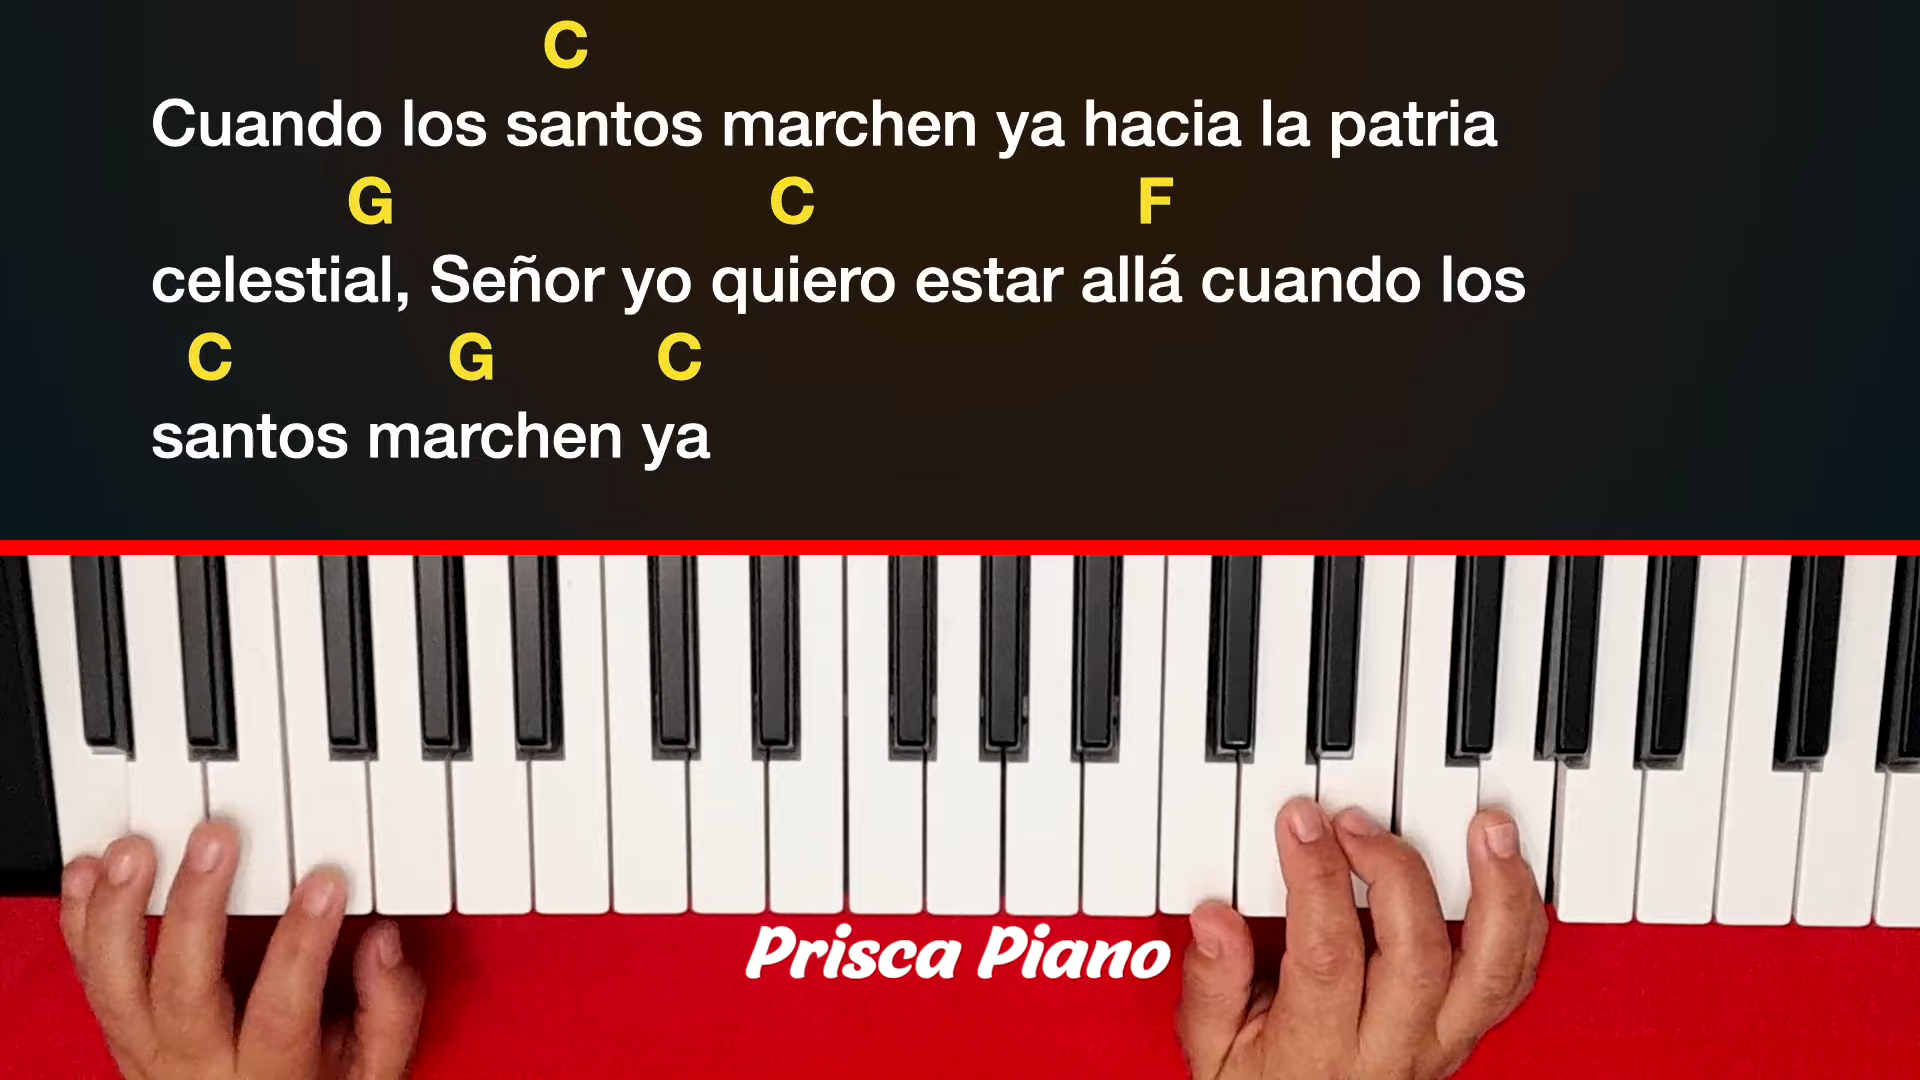 C
Cuando los santos marchen ya hacia la patria
G C F
celestial, Señor yo quiero estar allá cuando los
C G C
santos marchen ya
Prisca Piano